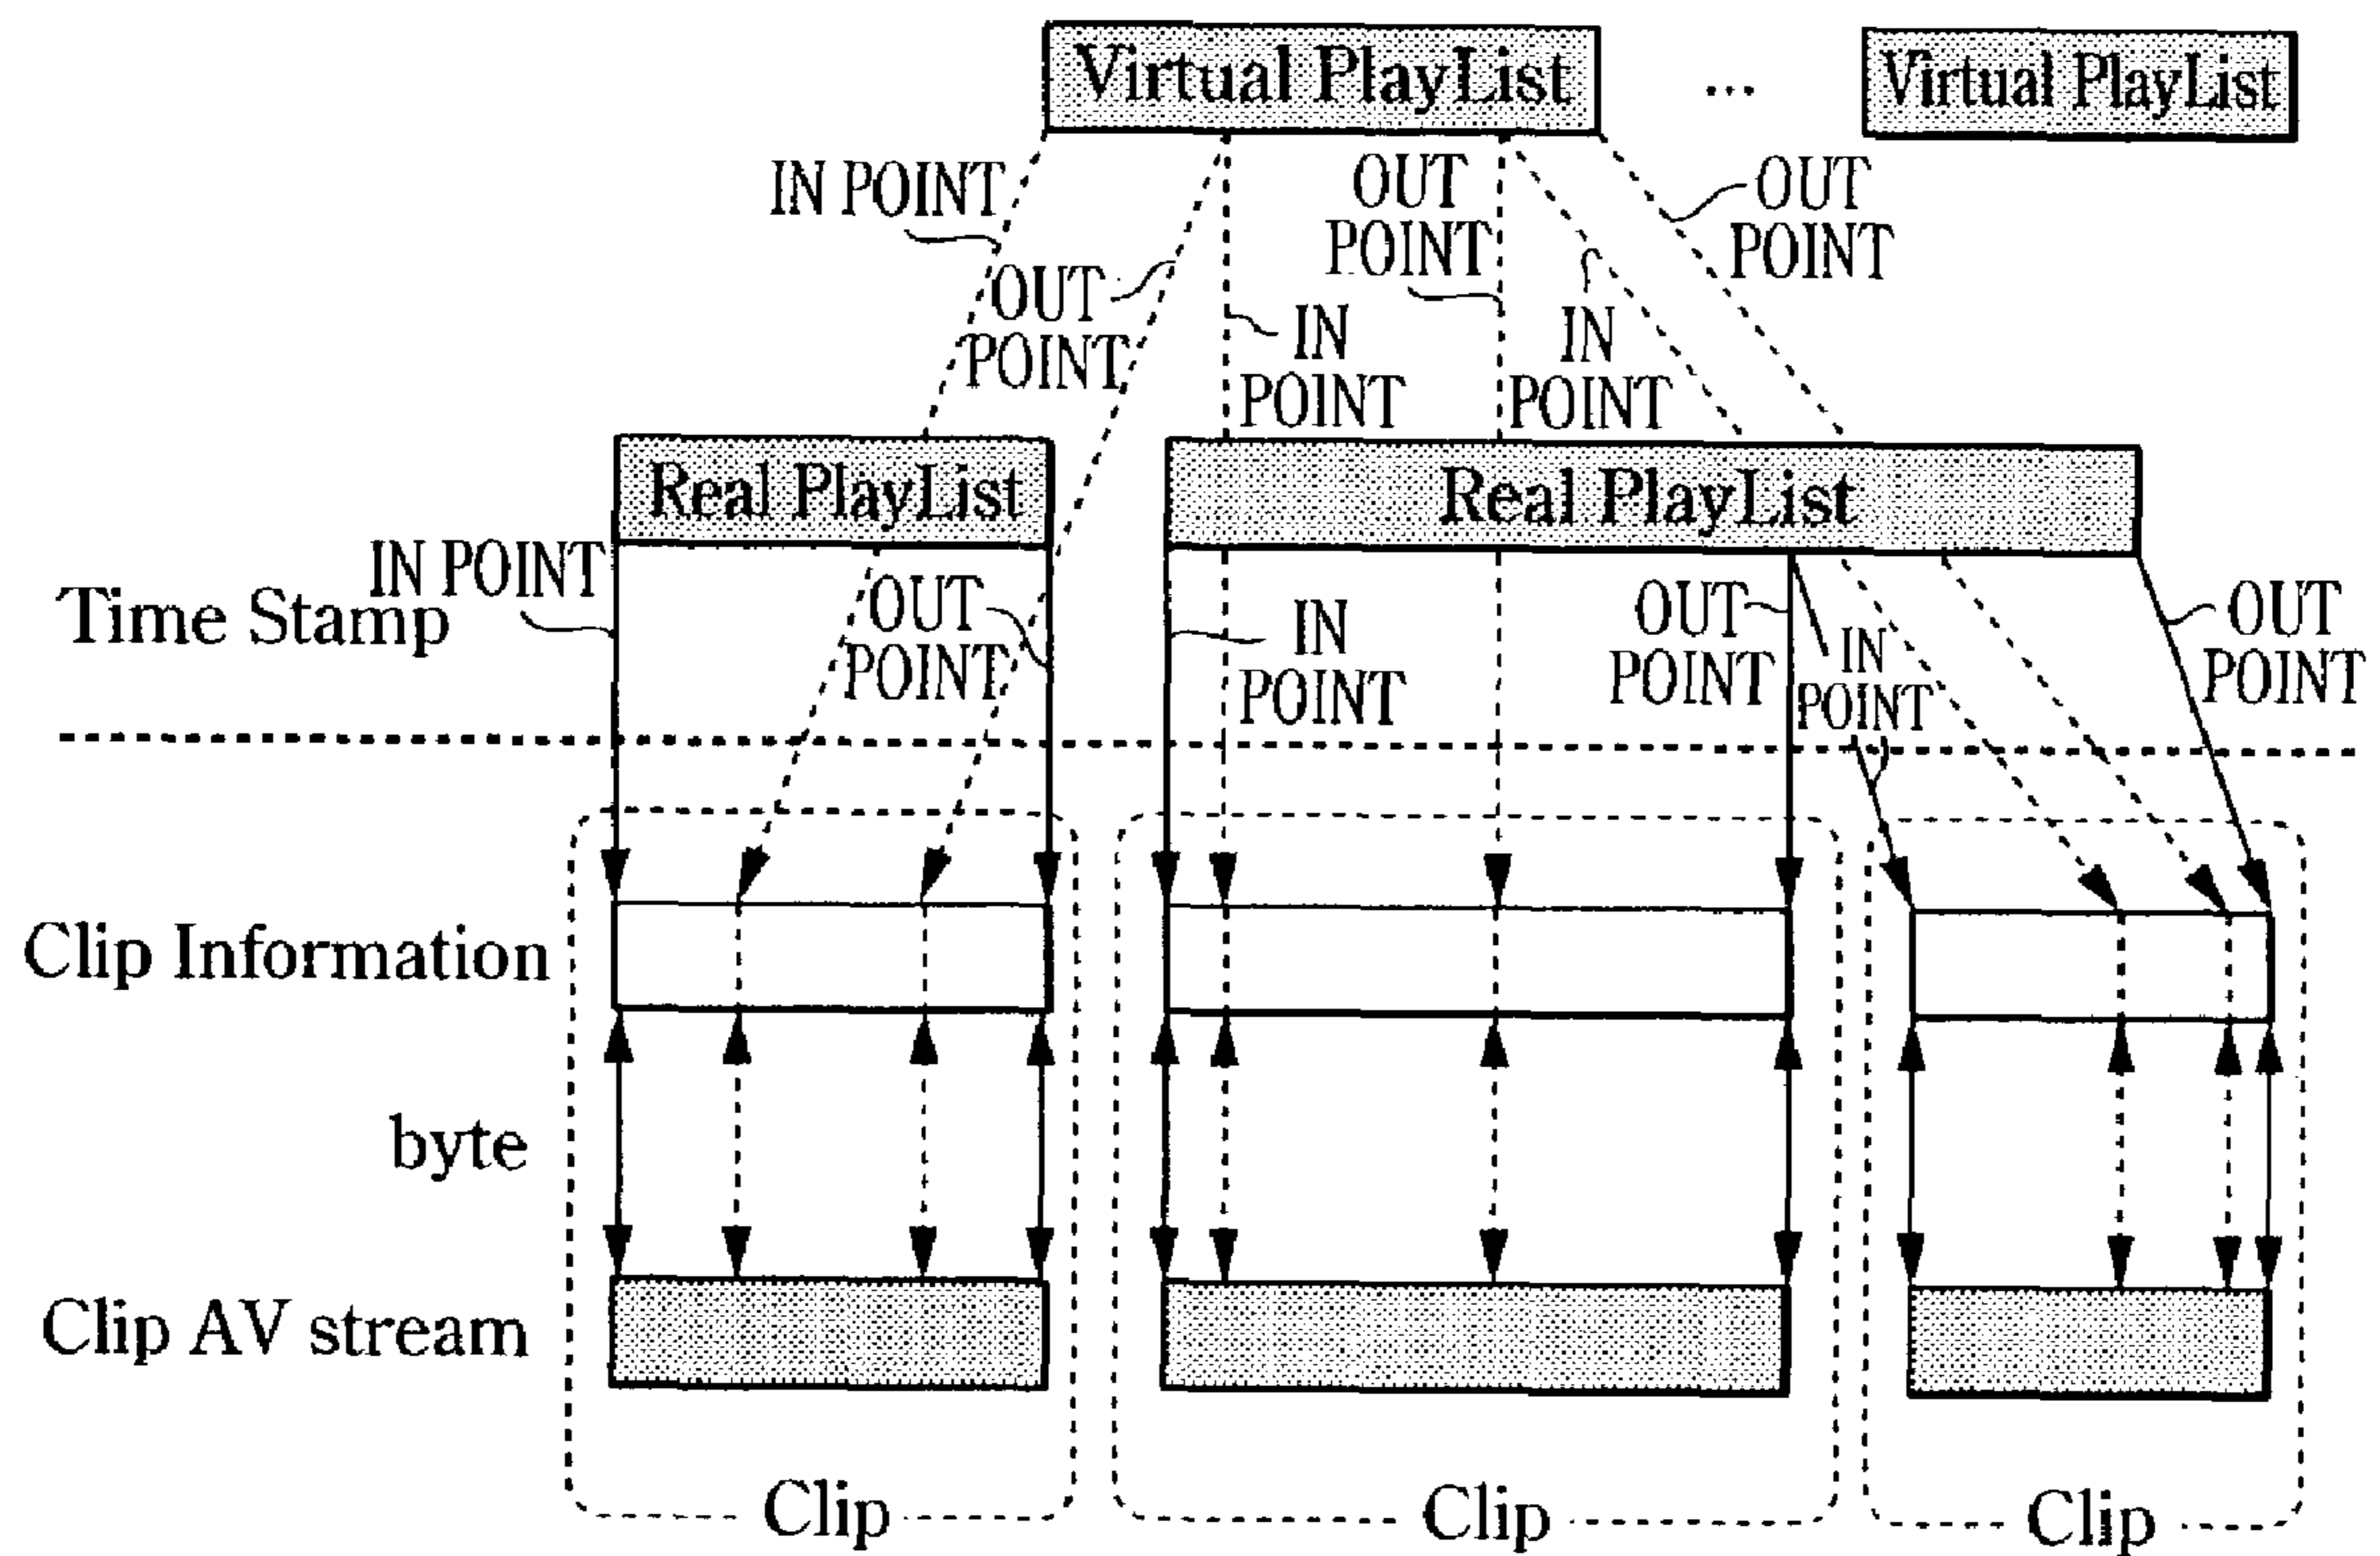 Virtual PlayList
...
Virtual PlayList
IN POINT
OUT
POINT
IN
POINT
OUT
POINT
IN
POINT
OUT
POINT
Real PlayList
Real PlayList
Time Stamp
IN POINT
OUT
POINT
IN
POINT
OUT
POINT
IN
POINT
OUT
POINT
Clip Information
byte
Clip AV stream
Clip
Clip
Clip